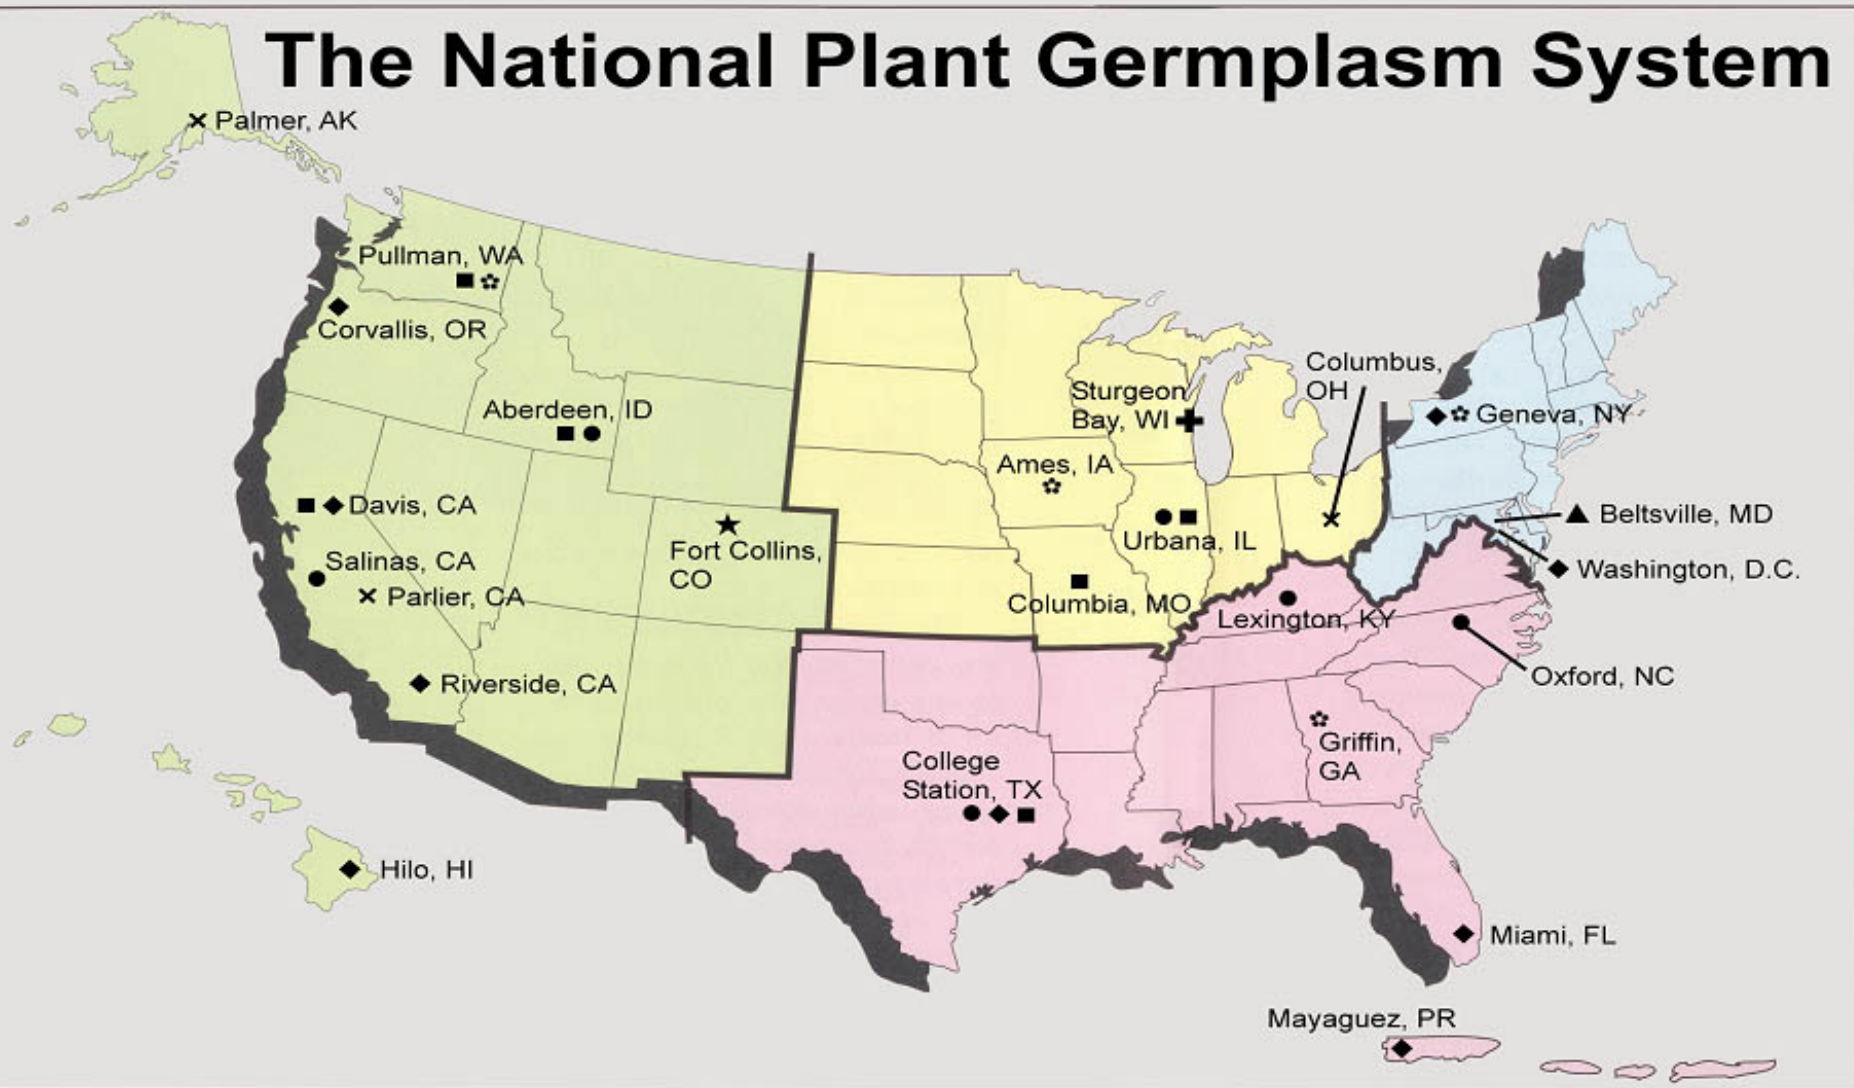 The National Plant Germplasm System
Palmer, AK
Pullman, WA
Corvallis, OR
Aberdeen, ID
Davis, CA
Salinas, CA
Parlier, CA
Fort Collins,
CO
Riverside, CA
Hilo, HI
Sturgeon
Bay, WI
Ames, IA
Urbana, IL
Columbia, MO
Columbus,
OH
Geneva, NY
Beltsville, MD
Washington, D.C.
Lexington, KY
Oxford, NC
Griffin,
GA
College
Station, TX
Miami, FL
Mayaguez, PR